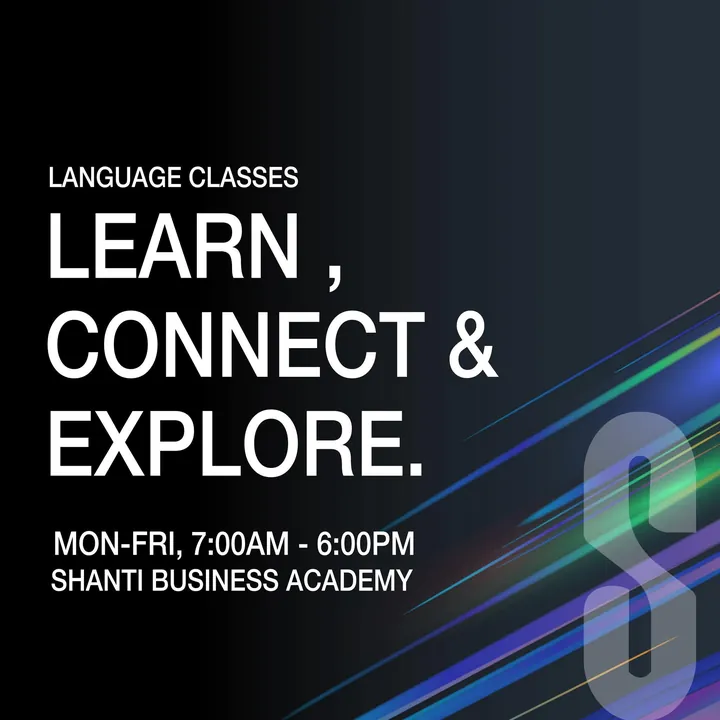 LANGUAGE CLASSES
LEARN ,
CONNECT &
EXPLORE.
MON-FRI, 7:00AM - 6:00PM
SHANTI BUSINESS ACADEMY
S